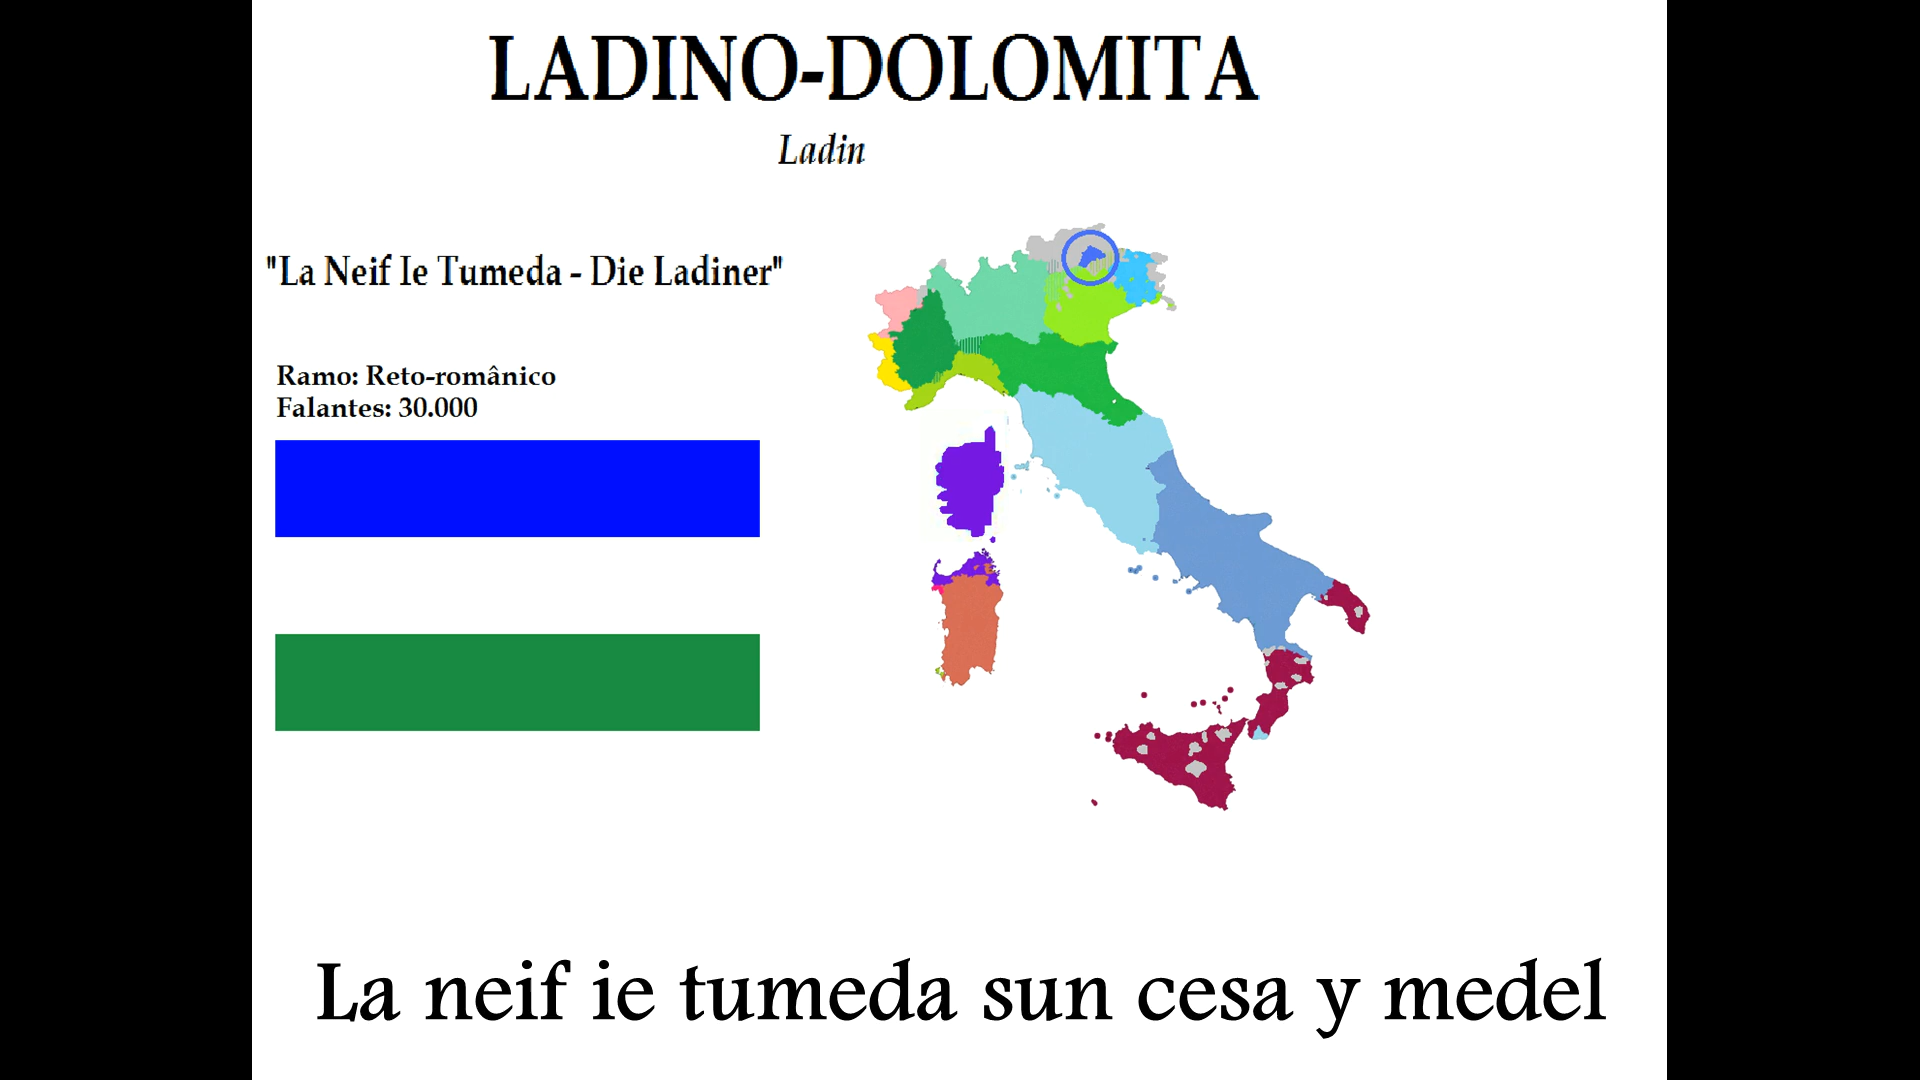 LADINO-DOLOMITA
Ladin
"La Neif Ie Tumeda - Die Ladiner"
Ramo: Reto-românico
Falantes: 30.000
La neif ie tumeda sun cesa y medel